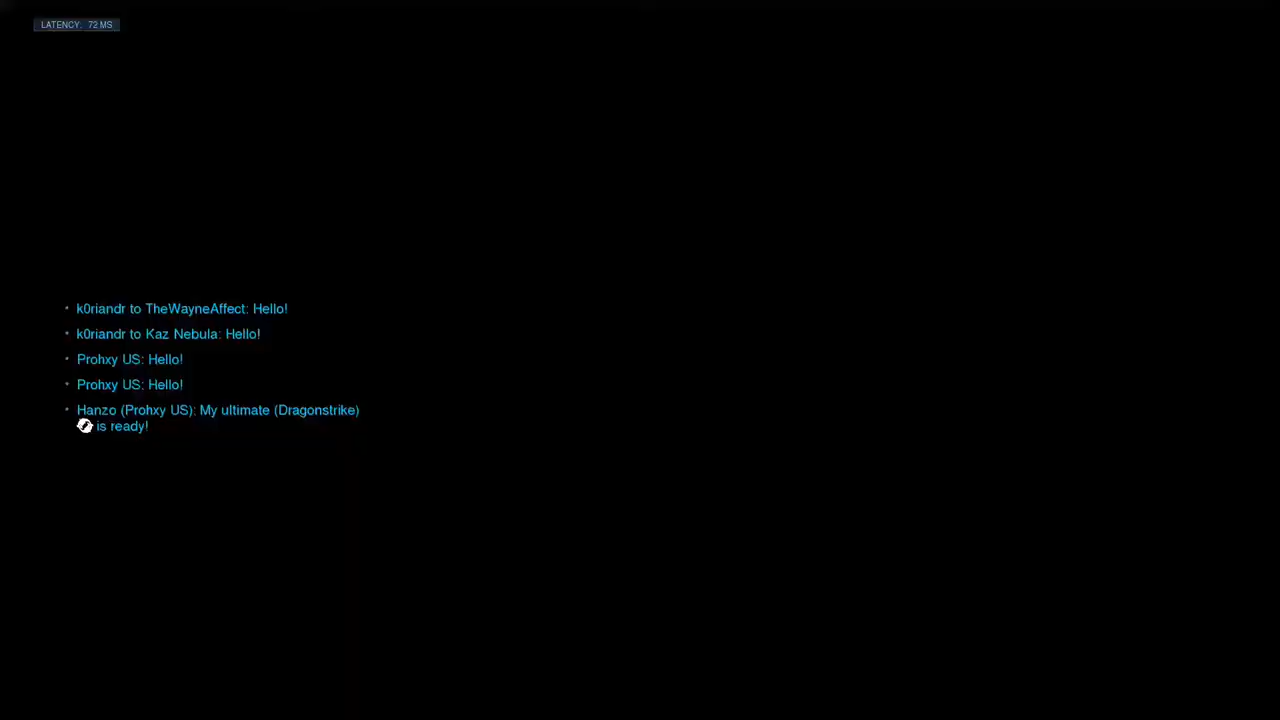 LATENCY: 72 MS
k0riandr to TheWayneAffect: Hello!
k0riandr to Kaz Nebula: Hello!
Prohxy US: Hello!
Prohxy US: Hello!
Hanzo (Prohxy US): My ultimate (Dragonstrike)
is ready!